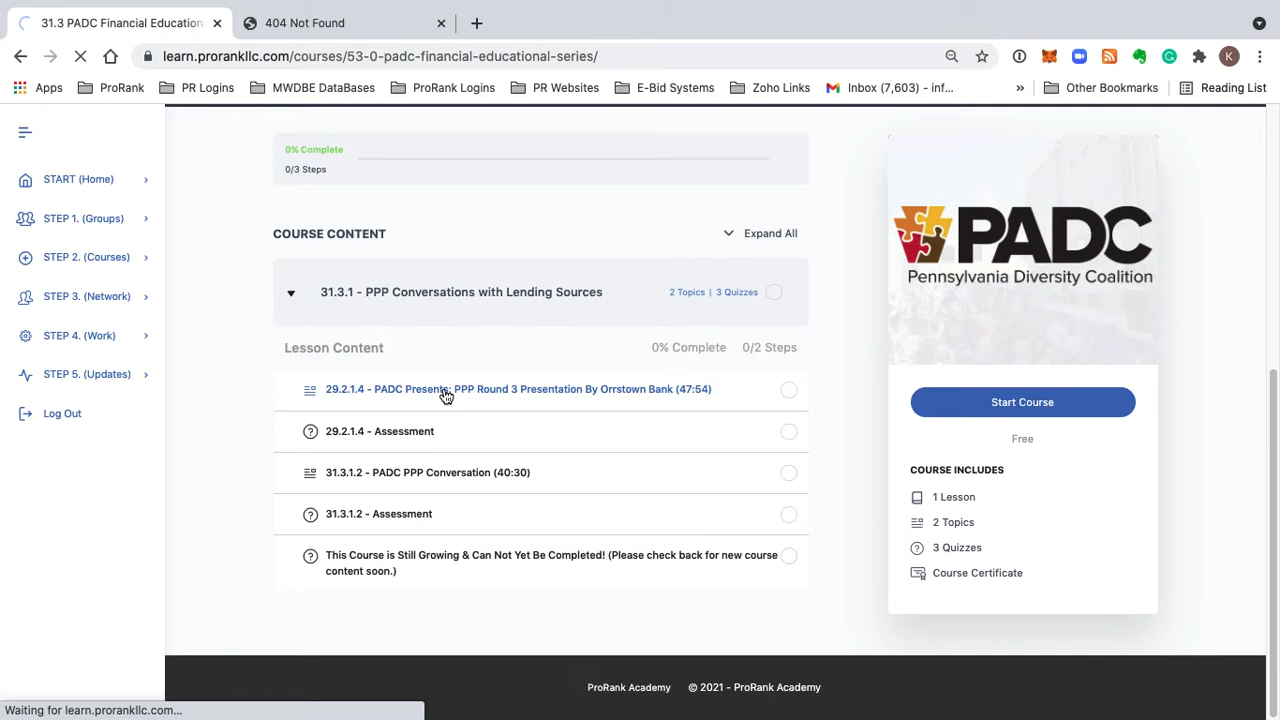 31.3 PADC Financial Educationa
404 Not Found
learn.prorankllc.com/courses/53-0-padc-financial-educational-series/
Apps
ProRank
PR Logins
MWDBE DataBases
ProRank Logins
PR Websites
E-Bid Systems
Zoho Links
Inbox (7,603) - inf...
»
Other Bookmarks
Reading List
START (Home)
STEP 1. (Groups)
STEP 2. (Courses)
STEP 3. (Network)
STEP 4. (Work)
STEP 5. (Updates)
Log Out
0% Complete
0/3 Steps
COURSE CONTENT
Expand All
31.3.1 - PPP Conversations with Lending Sources
2 Topics | 3 Quizzes
Lesson Content
0% Complete
0/2 Steps
29.2.1.4 - PADC Presents: PPP Round 3 Presentation By Orrstown Bank (47:54)
29.2.1.4 - Assessment
31.3.1.2 - PADC PPP Conversation (40:30)
31.3.1.2 - Assessment
This Course is Still Growing & Can Not Yet Be Completed! (Please check back for new course
content soon.)
PADC
Pennsylvania Diversity Coalition
Start Course
Free
COURSE INCLUDES
1 Lesson
2 Topics
3 Quizzes
Course Certificate
ProRank Academy
© 2021 - ProRank Academy
Waiting for learn.prorankllc.com...
K